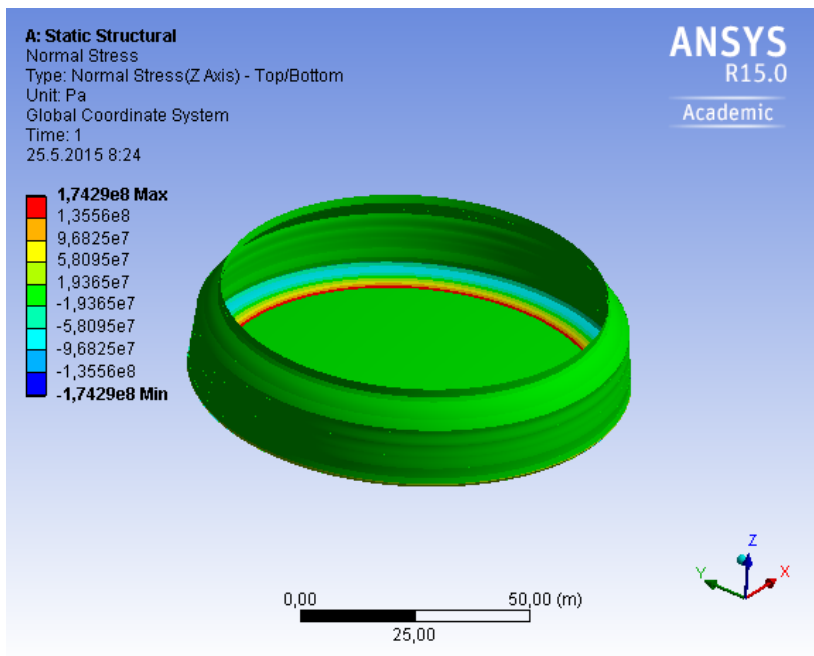 A: Static Structural
Normal Stress
Type: Normal Stress(Z Axis) - Top/Bottom
Unit: Pa
Global Coordinate System
Time: 1
25.5.2015 8:24
ANSYS
R15.0
Academic
1,7429e8 Max
1,3556e8
9,6825e7
5,8095e7
1,9365e7
-1,9365e7
-5,8095e7
-9,6825e7
-1,3556e8
-1,7429e8 Min
Z
Y
X
0,00
50,00 (m)
25,00